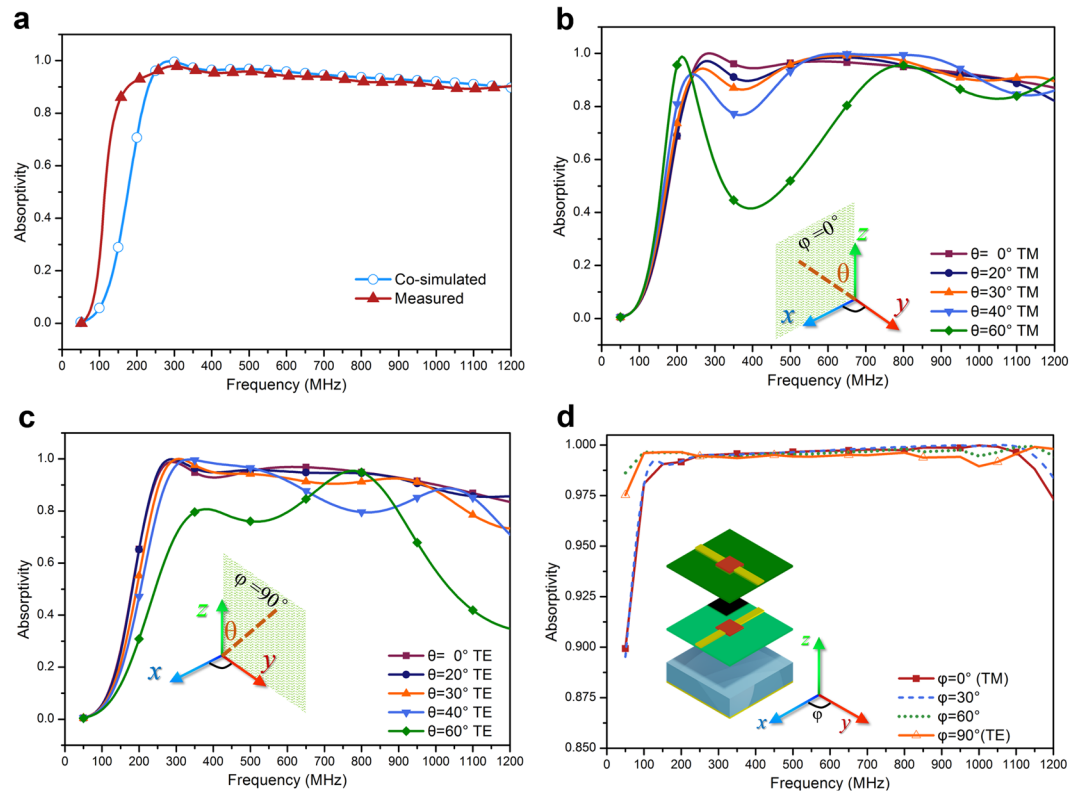 a
1.0
0.8
0.6
0.4
0.2
0.0
Absorptivity
0 100 200 300 400 500 600 700 800 900 1000 1100 1200
Frequency (MHz)
Co-simulated
Measured
b
1.0
0.8
0.6
0.4
0.2
0.0
Absorptivity
0 100 200 300 400 500 600 700 800 900 1000 1100 1200
Frequency (MHz)
φ=0°
z
θ
x
y
θ= 0° TM
θ=20° TM
θ=30° TM
θ=40° TM
θ=60° TM
c
1.0
0.8
0.6
0.4
0.2
0.0
Absorptivity
0 100 200 300 400 500 600 700 800 900 1000 1100 1200
Frequency (MHz)
φ=90°
z
θ
x
y
θ= 0° TE
θ=20° TE
θ=30° TE
θ=40° TE
θ=60° TE
d
1.000
0.975
0.950
0.925
0.900
0.875
0.850
Absorptivity
0 100 200 300 400 500 600 700 800 900 1000 1100 1200
Frequency (MHz)
z
x
φ
y
φ=0° (TM)
φ=30°
φ=60°
φ=90°(TE)